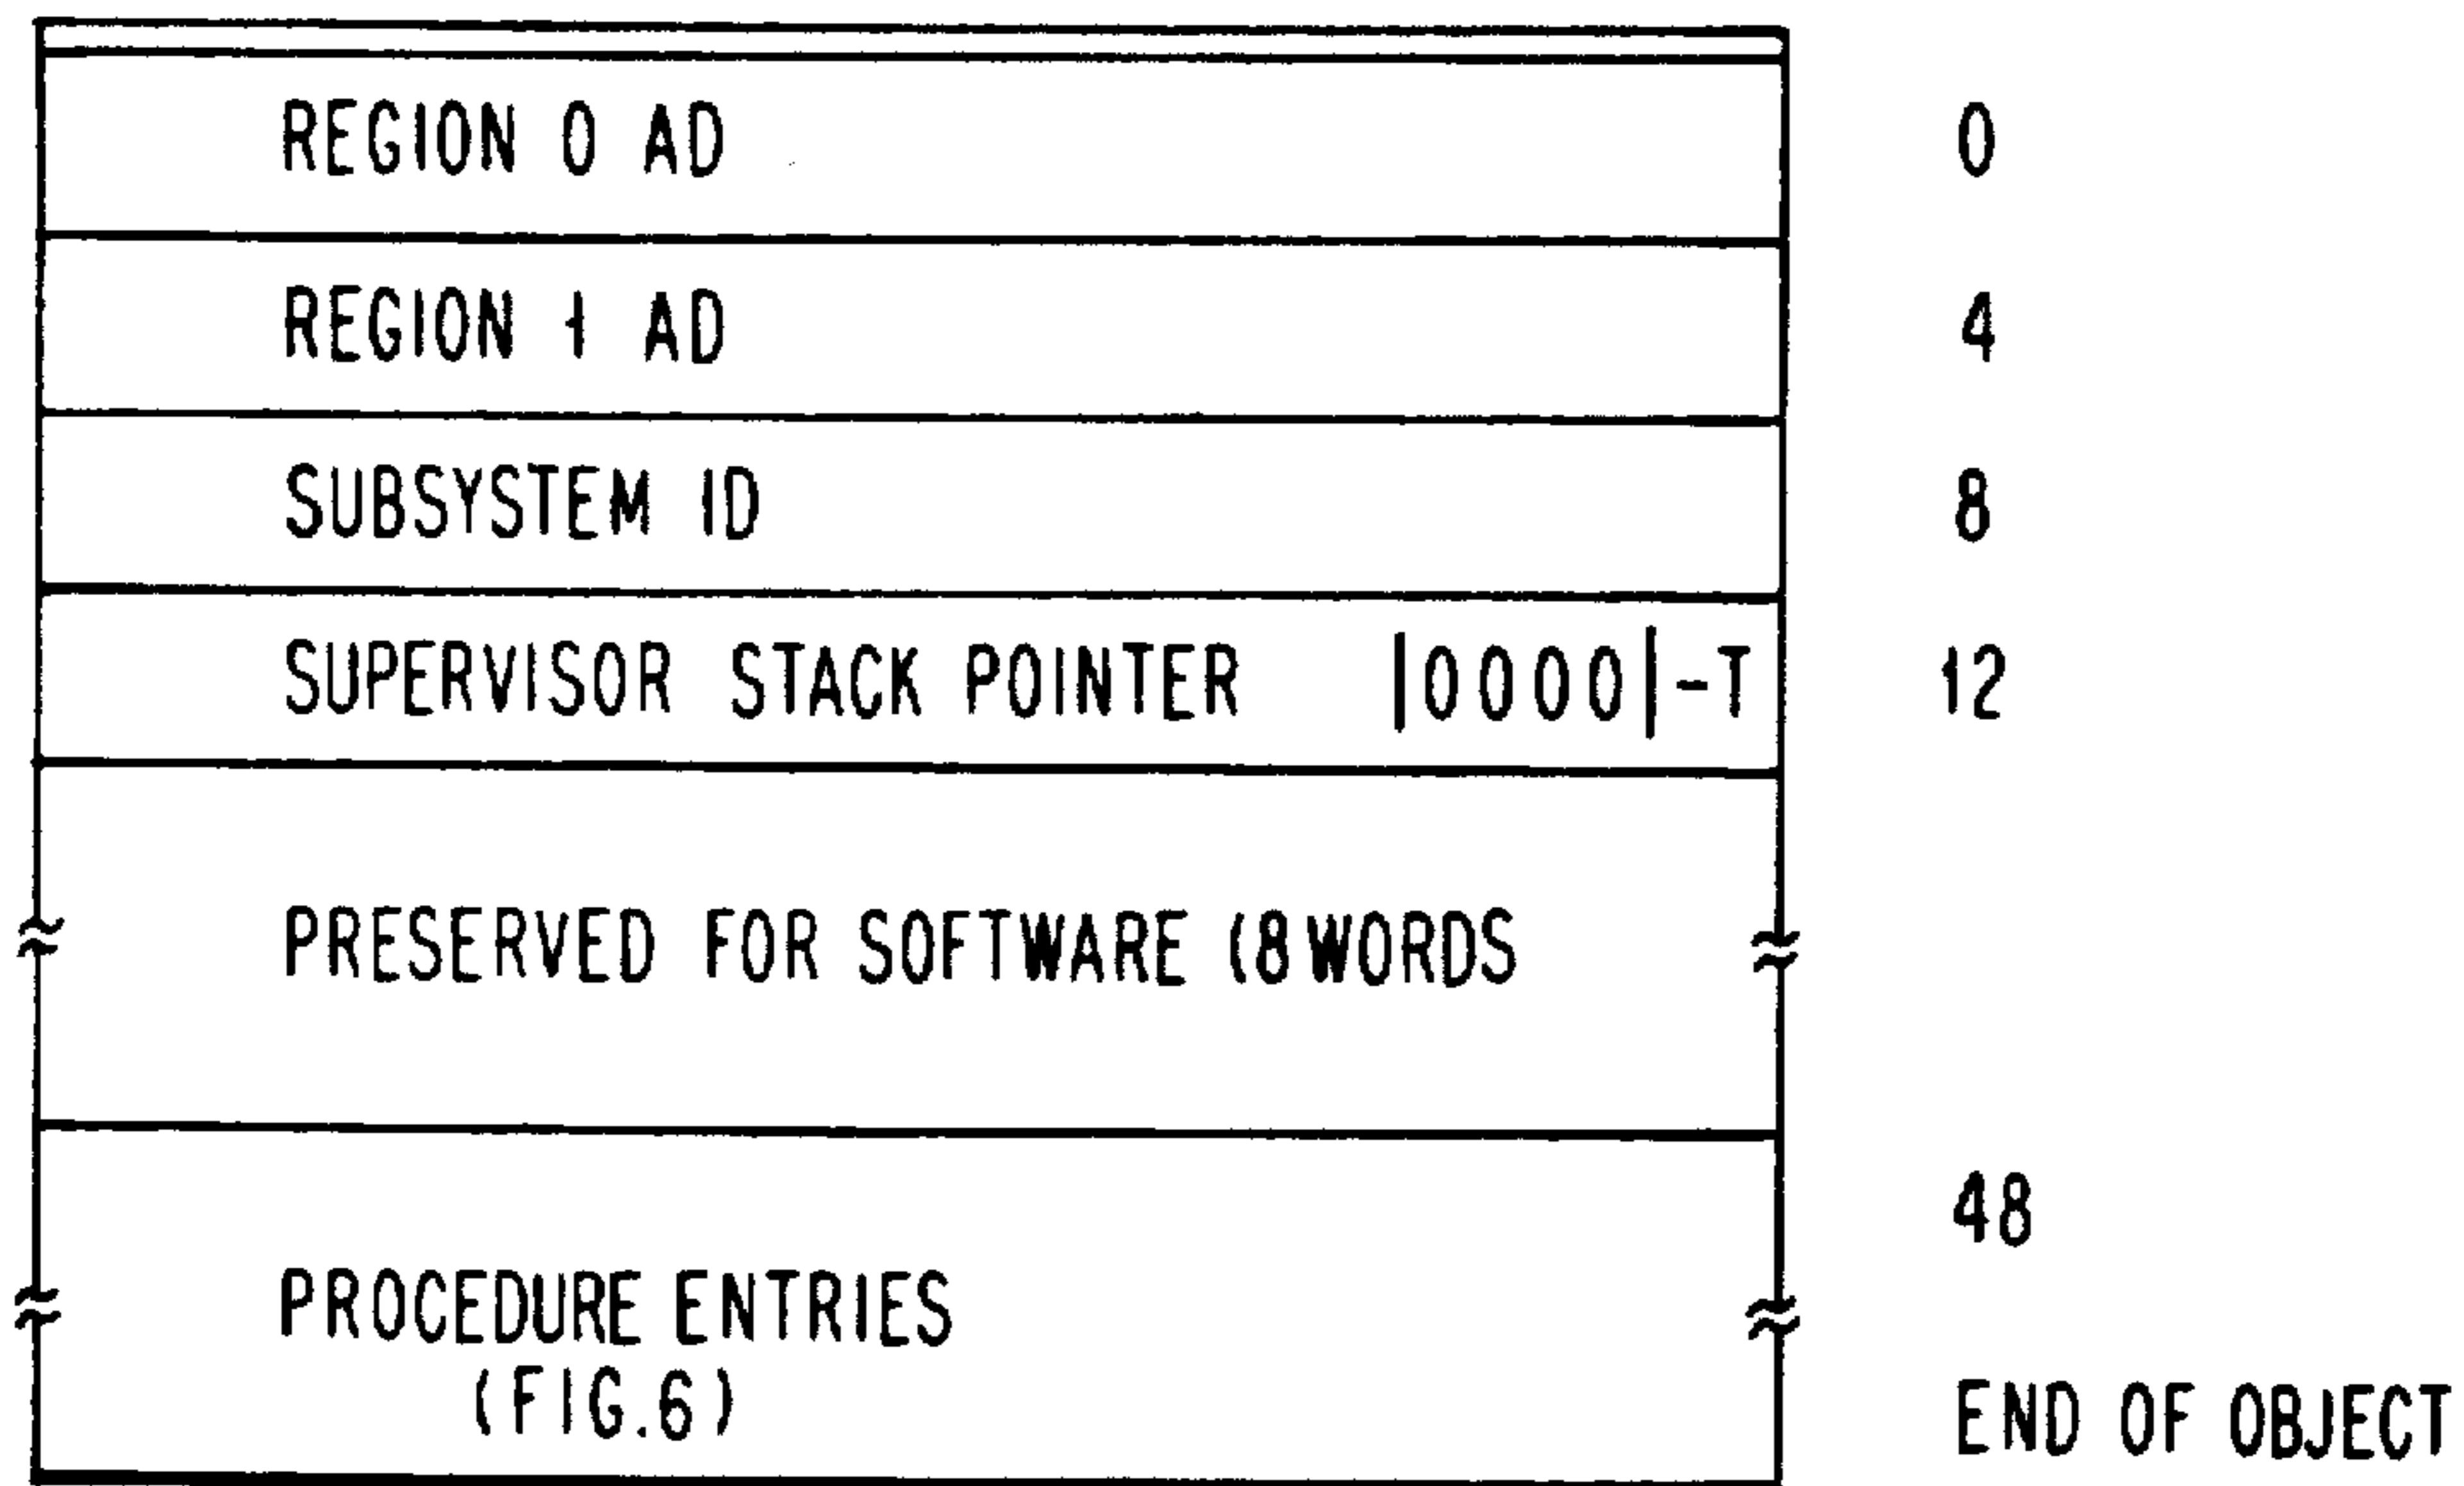 REGION 0 AD 0
REGION 1 AD 4
SUBSYSTEM ID 8
SUPERVISOR STACK POINTER |0000|-T 12
PRESERVED FOR SOFTWARE (8 WORDS
48
PROCEDURE ENTRIES
(FIG.6)
END OF OBJECT